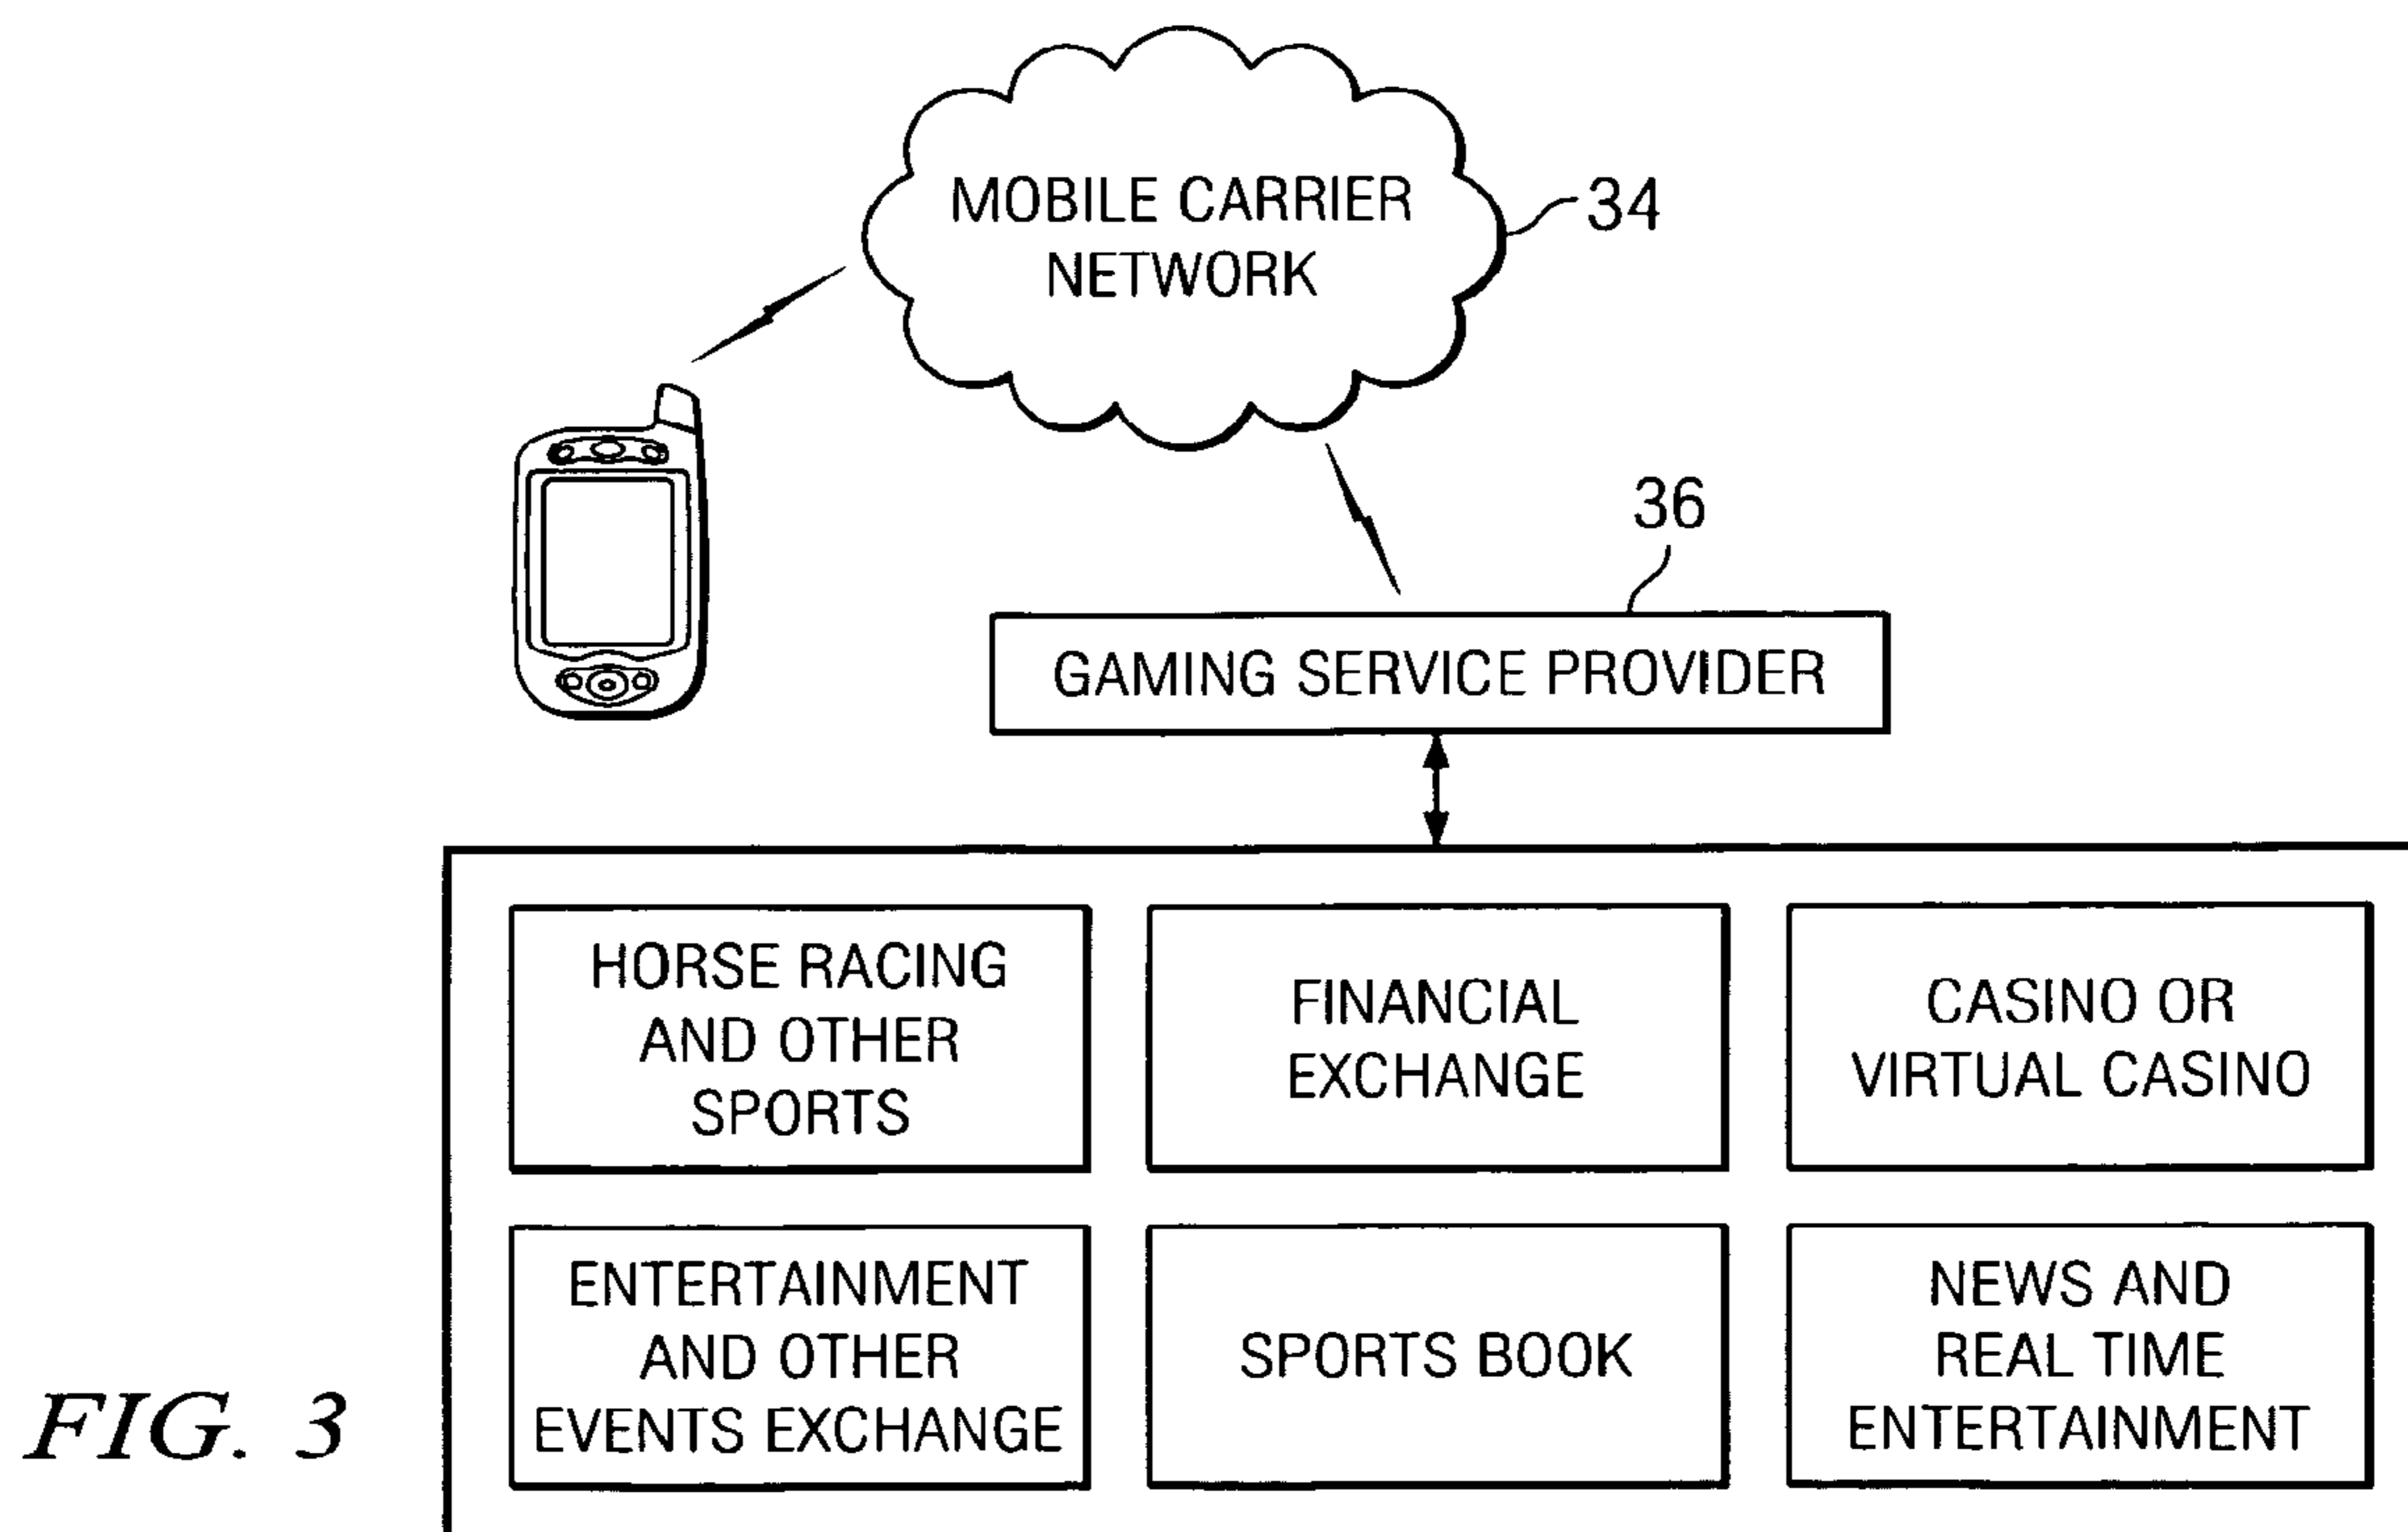 MOBILE CARRIER
NETWORK
34
36
GAMING SERVICE PROVIDER
HORSE RACING
AND OTHER
SPORTS
FINANCIAL
EXCHANGE
CASINO OR
VIRTUAL CASINO
ENTERTAINMENT
AND OTHER
EVENTS EXCHANGE
SPORTS BOOK
NEWS AND
REAL TIME
ENTERTAINMENT
FIG. 3